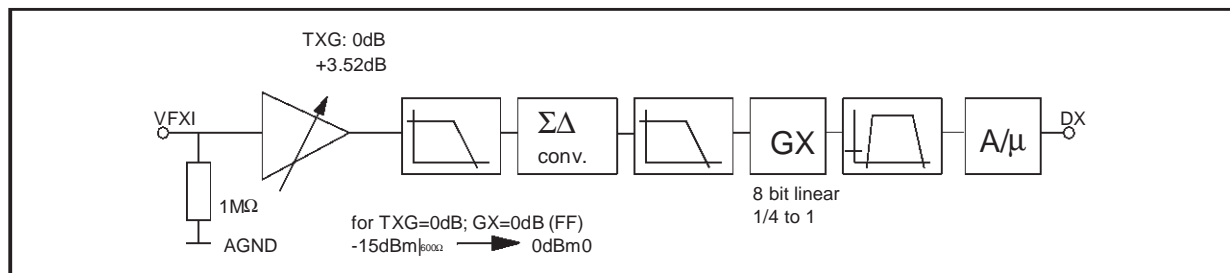 TXG: 0dB
+3.52dB
VFXI
ΣΔ
conv.
GX
A/μ
DX
8 bit linear
1/4 to 1
1MΩ
AGND
for TXG=0dB; GX=0dB (FF)
-15dBm|600Ω
0dBm0